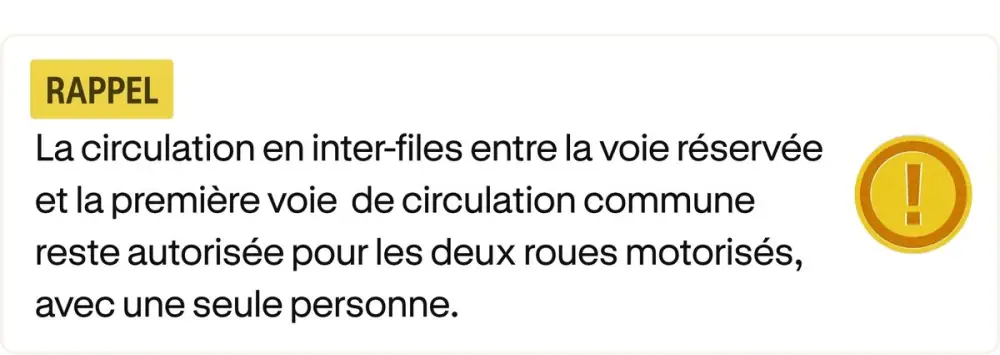 RAPPEL
La circulation en inter-files entre la voie réservée
et la première voie de circulation commune
reste autorisée pour les deux roues motorisés,
avec une seule personne.
!